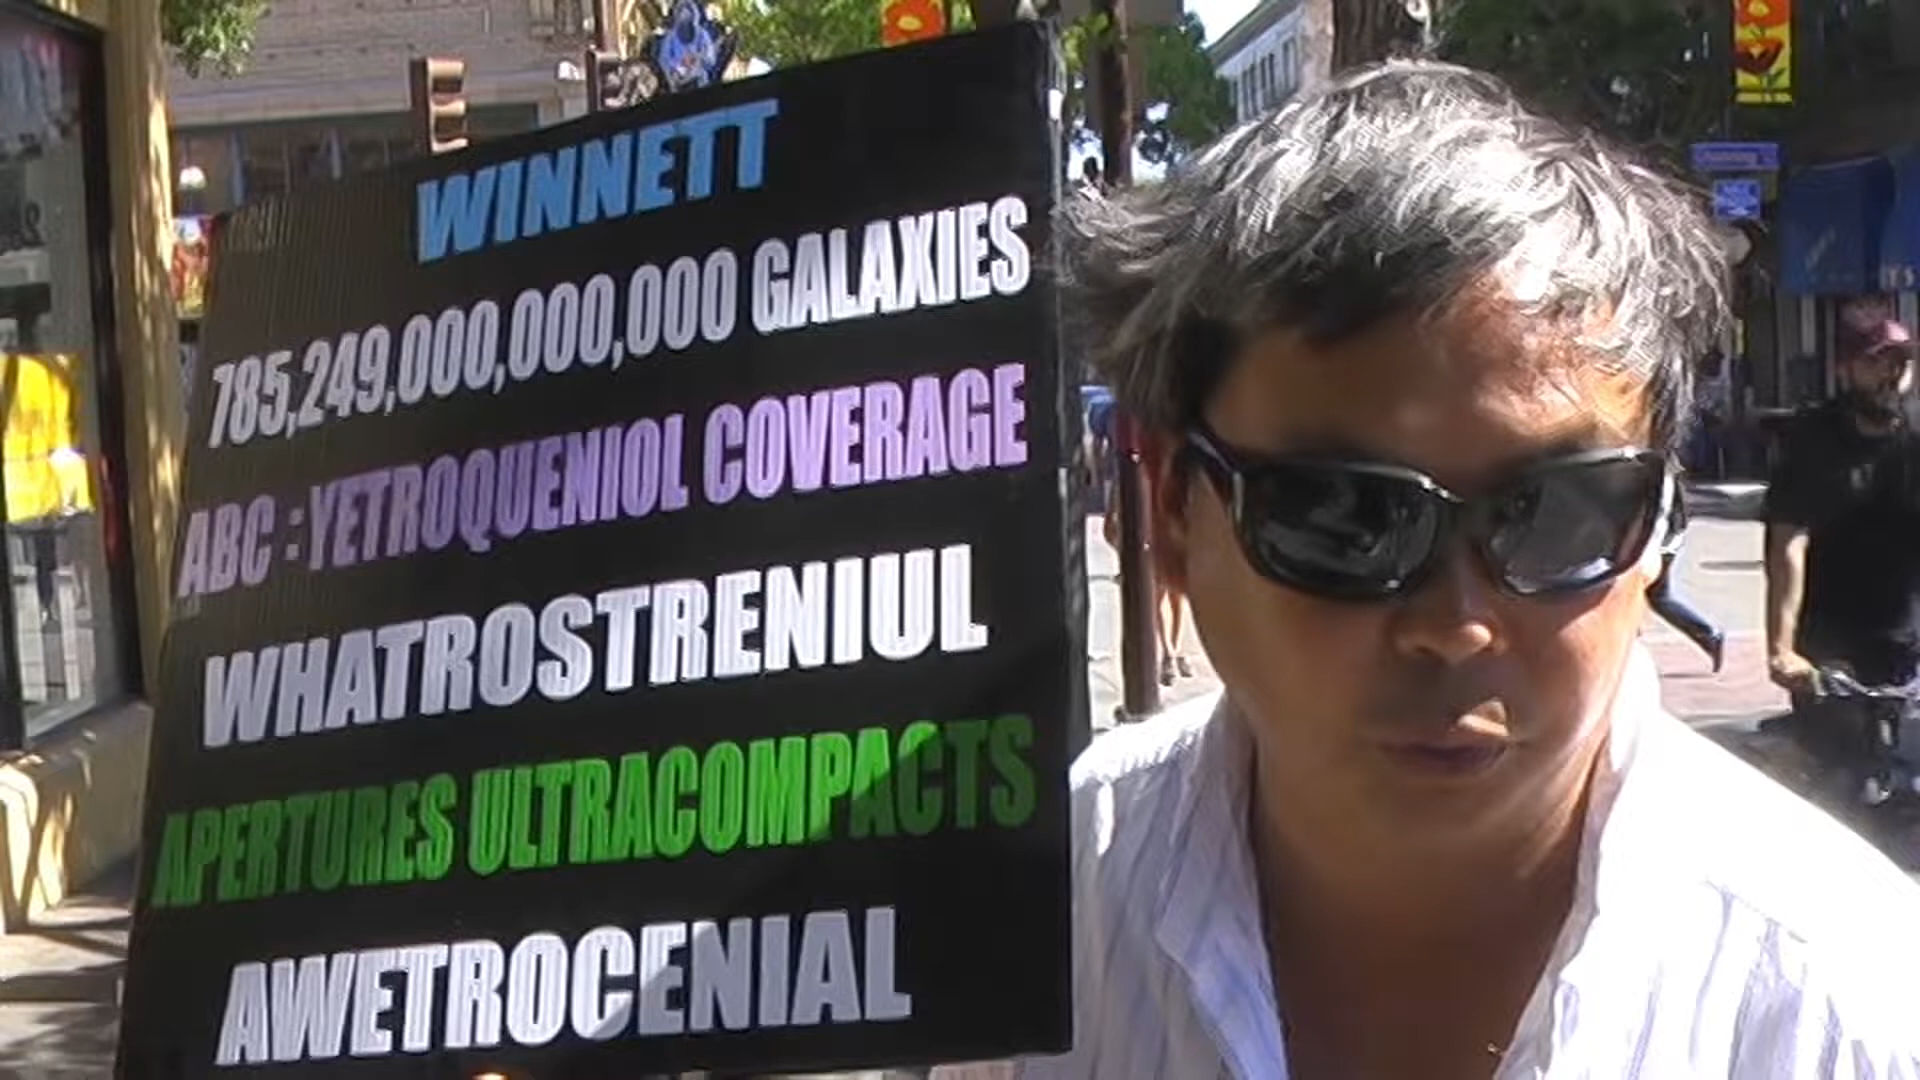 WINNETT
785,249,000,000,000 GALAXIES
ABC : YETROQUENIOL COVERAGE
WHATROSTRENIUL
APERTURES ULTRACOMPACTS
AWETROCENIAL